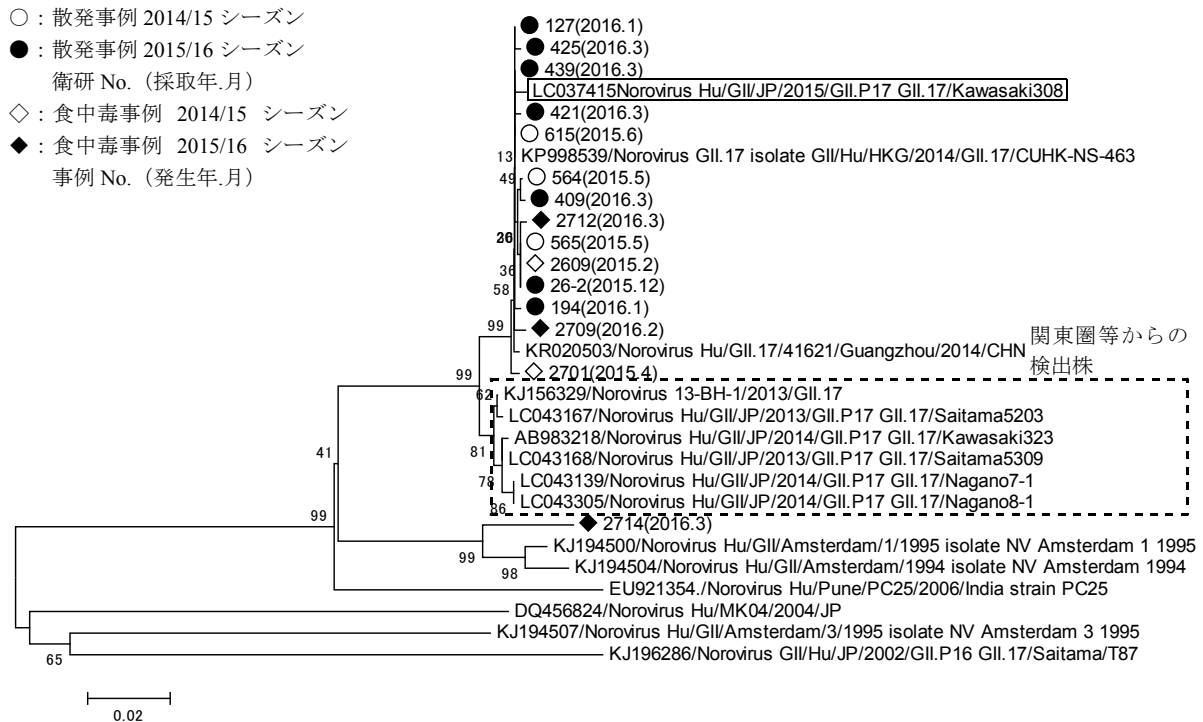 ○：散発事例 2014/15 シーズン
●：散発事例 2015/16 シーズン
衛研 No.（採取年.月）
◇：食中毒事例 2014/15 シーズン
◆：食中毒事例 2015/16 シーズン
事例 No.（発生年.月）
127(2016.1)
425(2016.3)
439(2016.3)
LC037415Norovirus Hu/GII/JP/2015/GII.P17 GII.17/Kawasaki308
421(2016.3)
615(2015.6)
13
KP998539/Norovirus GII.17 isolate GII/Hu/HKG/2014/GII.17/CUHK-NS-463
49
564(2015.5)
409(2016.3)
2712(2016.3)
565(2015.5)
36
2609(2015.2)
58
26-2(2015.12)
194(2016.1)
99
2709(2016.2)
KR020503/Norovirus Hu/GII.17/41621/Guangzhou/2014/CHN
関東圏等からの
検出株
99
2701(2015.4)
62
KJ156329/Norovirus 13-BH-1/2013/GII.17
LC043167/Norovirus Hu/GII/JP/2013/GII.P17 GII.17/Saitama5203
AB983218/Norovirus Hu/GII/JP/2014/GII.P17 GII.17/Kawasaki323
41
81
LC043168/Norovirus Hu/GII/JP/2013/GII.P17 GII.17/Saitama5309
78
LC043139/Norovirus Hu/GII/JP/2014/GII.P17 GII.17/Nagano7-1
86
LC043305/Norovirus Hu/GII/JP/2014/GII.P17 GII.17/Nagano8-1
99
2714(2016.3)
99
KJ194500/Norovirus Hu/GII/Amsterdam/1/1995 isolate NV Amsterdam 1 1995
98
KJ194504/Norovirus Hu/GII/Amsterdam/1994 isolate NV Amsterdam 1994
EU921354./Norovirus Hu/Pune/PC25/2006/India strain PC25
DQ456824/Norovirus Hu/MK04/2004/JP
KJ194507/Norovirus Hu/GII/Amsterdam/3/1995 isolate NV Amsterdam 3 1995
65
KJ196286/Norovirus GII/Hu/JP/2002/GII.P16 GII.17/Saitama/T87
0.02